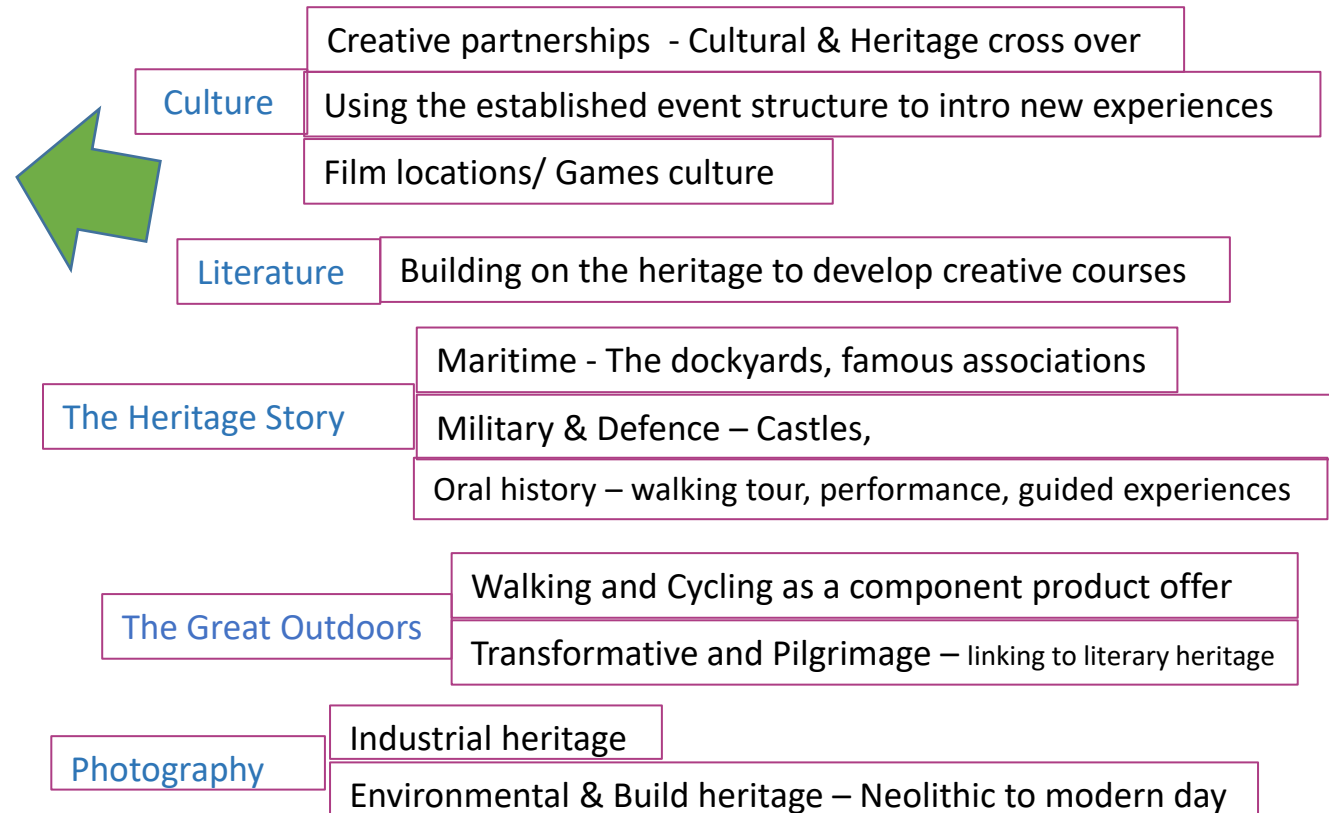 Creative partnerships - Cultural & Heritage cross over
Culture
Using the established event structure to intro new experiences
Film locations/ Games culture
Literature
Building on the heritage to develop creative courses
Maritime - The dockyards, famous associations
The Heritage Story
Military & Defence – Castles,
Oral history – walking tour, performance, guided experiences
Walking and Cycling as a component product offer
The Great Outdoors
Transformative and Pilgrimage – linking to literary heritage
Industrial heritage
Photography
Environmental & Build heritage – Neolithic to modern day